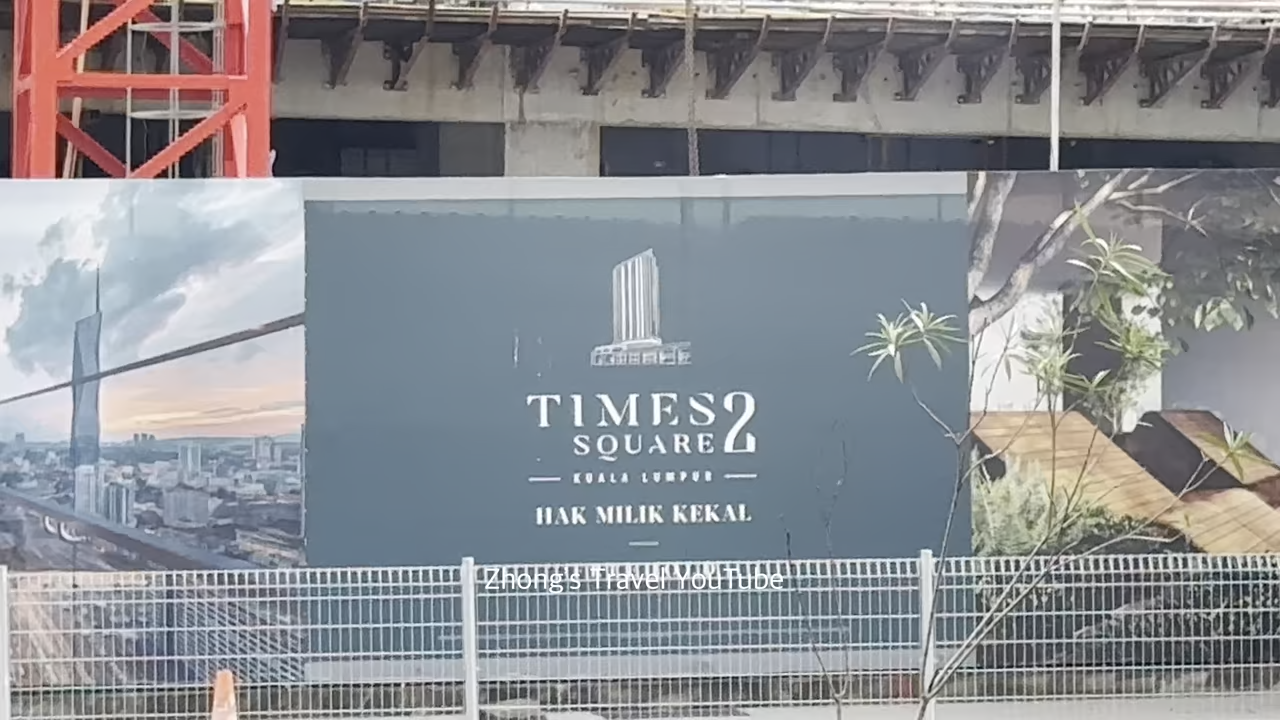 TIMES 2
SQUARE
KUALA LUMPUR
HAK MILIK KEKAL
Zhong's Travel YouTube